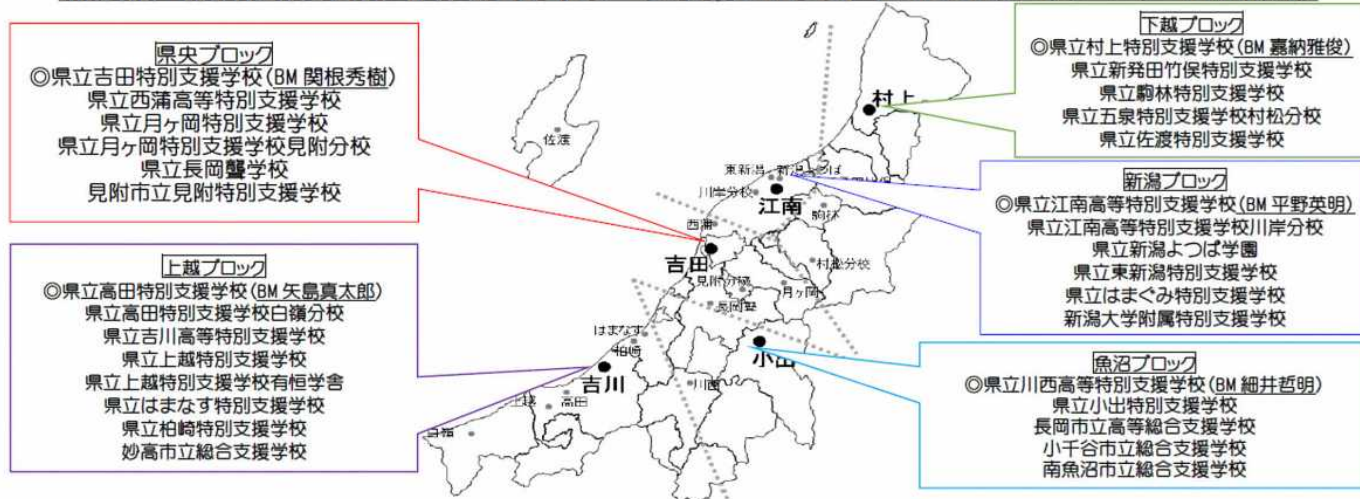 県央ブロック
◎県立吉田特別支援学校(BM 関根秀樹)
県立西蒲高等特別支援学校
県立月ヶ岡特別支援学校
県立月ヶ岡特別支援学校見附分校
県立長岡聾学校
見附市立見附特別支援学校
上越ブロック
◎県立高田特別支援学校(BM 矢島真太郎)
県立高田特別支援学校白嶺分校
県立吉川高等特別支援学校
県立上越特別支援学校
県立上越特別支援学校有恒学舎
県立はまなす特別支援学校
県立柏崎特別支援学校
妙高市立総合支援学校
佐渡
村上
東新潟
川岸分校
江南
駒林
西蒲
吉田
村松分校
見附分校
月ヶ岡
長岡聾
はまなす
柏崎
小出
吉川
川西
上越
高田
白嶺
下越ブロック
◎県立村上特別支援学校(BM 嘉納雅俊)
県立新発田竹俣特別支援学校
県立駒林特別支援学校
県立五泉特別支援学校村松分校
県立佐渡特別支援学校
新潟ブロック
◎県立江南高等特別支援学校(BM 平野英明)
県立江南高等特別支援学校川岸分校
県立新潟よつば学園
県立東新潟特別支援学校
県立はまぐみ特別支援学校
新潟大学附属特別支援学校
魚沼ブロック
◎県立川西高等特別支援学校(BM 細井哲明)
県立小出特別支援学校
長岡市立高等総合支援学校
小千谷市立総合支援学校
南魚沼市立総合支援学校